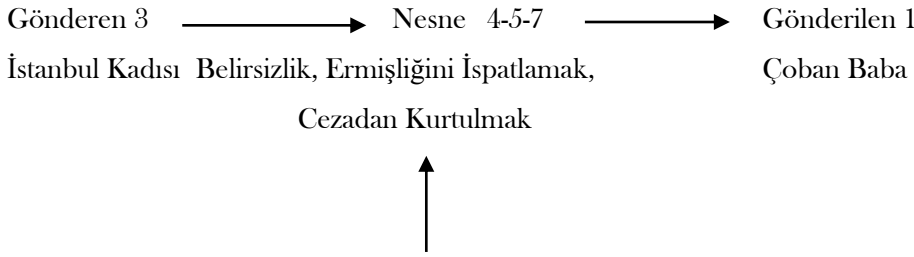 Gönderen 3 Nesne 4-5-7 Gönderilen 1
İstanbul Kadısı Belirsizlik, Ermişliğini İspatlamak, Çoban Baba
Cezadan Kurtulmak